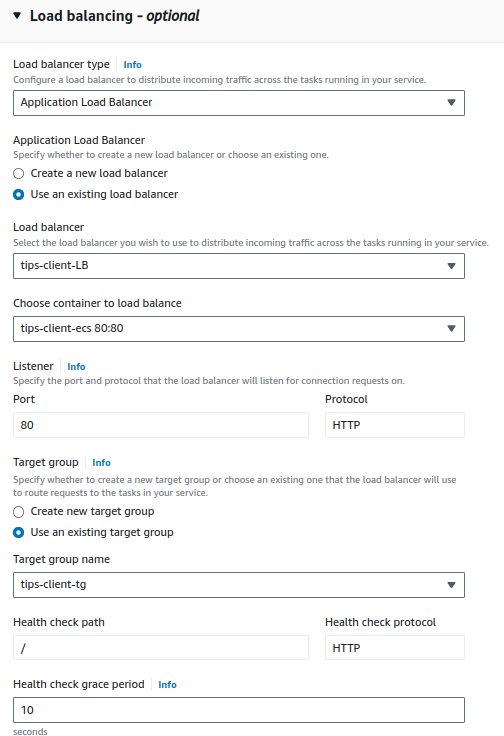 Load balancing - optional
Load balancer type Info
Configure a load balancer to distribute incoming traffic across the tasks running in your service.
Application Load Balancer
Application Load Balancer
Specify whether to create a new load balancer or choose an existing one.
Create a new load balancer
Use an existing load balancer
Load balancer
Select the load balancer you wish to use to distribute incoming traffic across the tasks running in your service.
tips-client-LB
Choose container to load balance
tips-client-ecs 80:80
Listener Info
Specify the port and protocol that the load balancer will listen for connection requests on.
Port Protocol
80 HTTP
Target group Info
Specify whether to create a new target group or choose an existing one that the load balancer will use
to route requests to the tasks in your service.
Create new target group
Use an existing target group
Target group name
tips-client-tg
Health check path Health check protocol
/ HTTP
Health check grace period Info
10
seconds